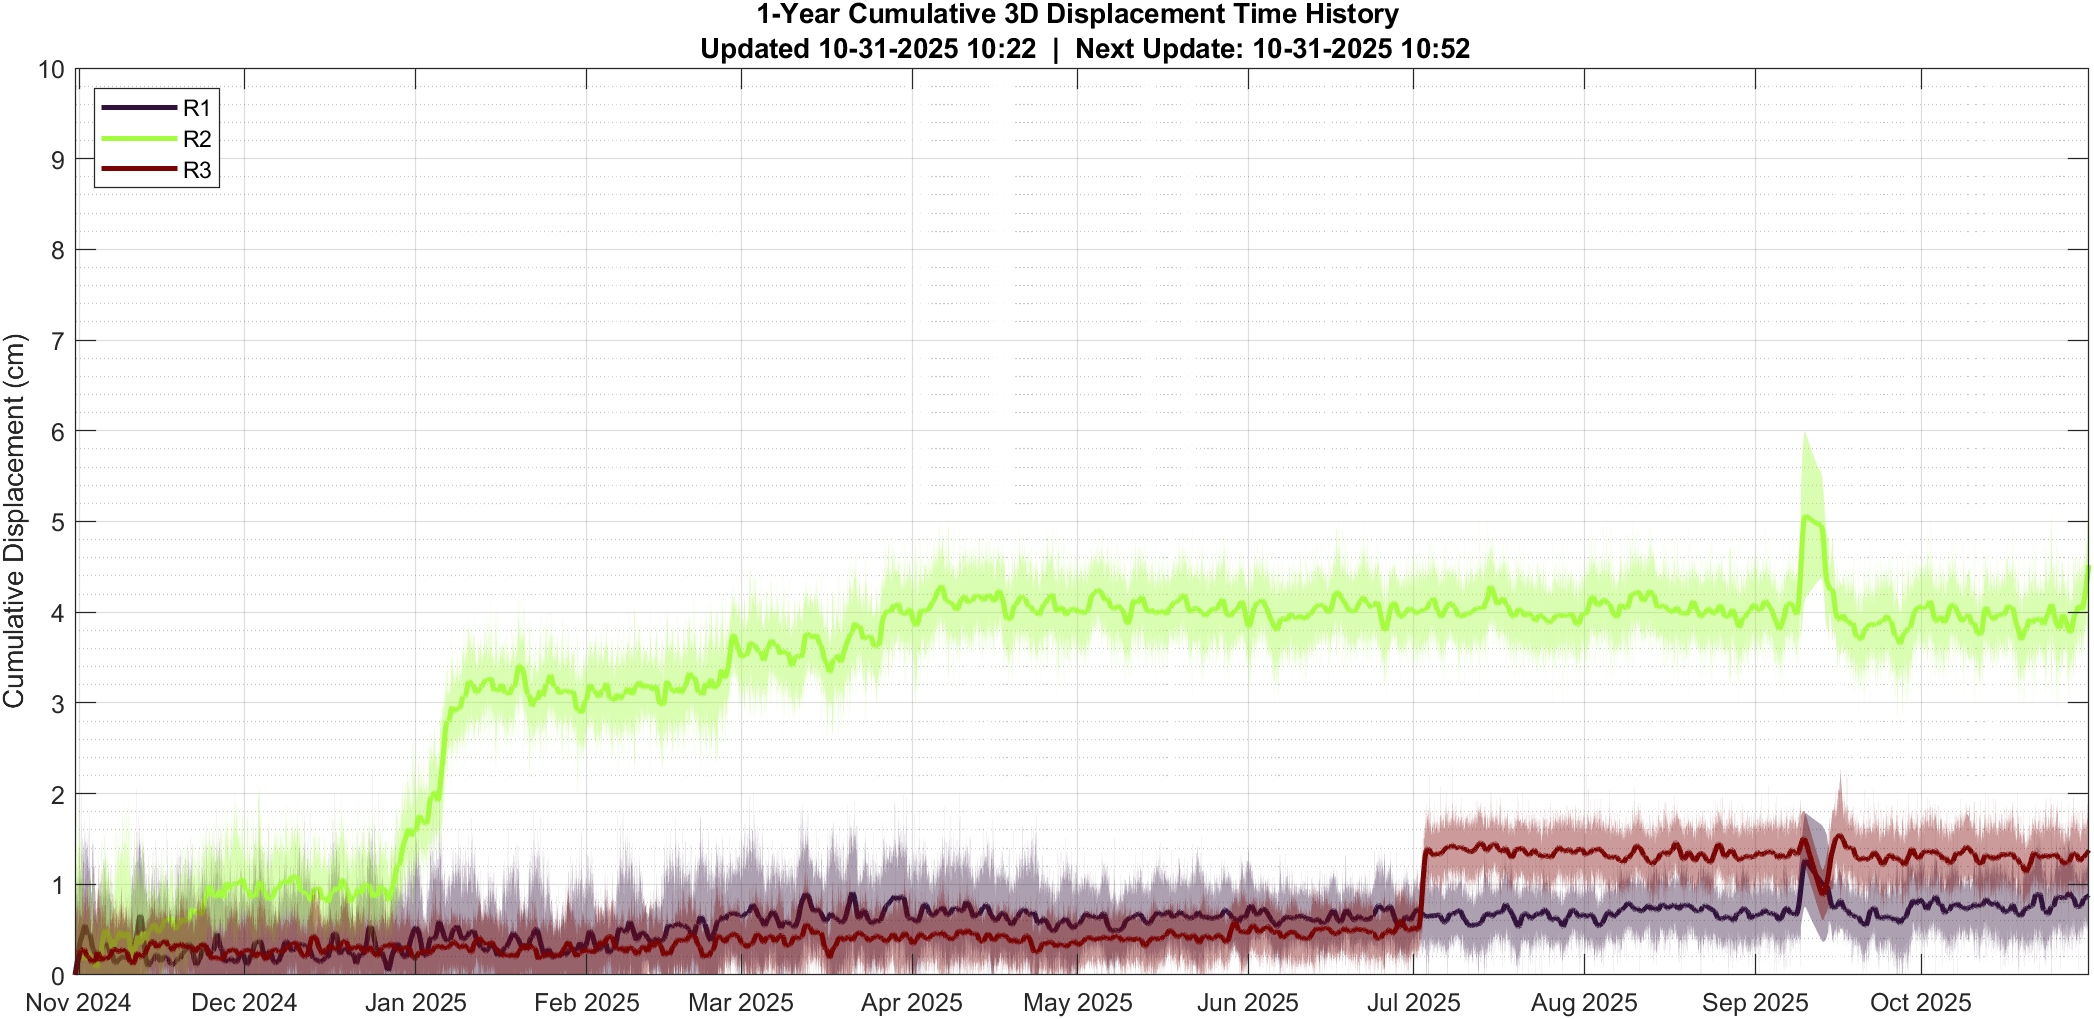 1-Year Cumulative 3D Displacement Time History
Updated 10-31-2025 10:22 | Next Update: 10-31-2025 10:52
R1
R2
R3
Cumulative Displacement (cm)
10
9
8
7
6
5
4
3
2
1
0
Nov 2024 Dec 2024 Jan 2025 Feb 2025 Mar 2025 Apr 2025 May 2025 Jun 2025 Jul 2025 Aug 2025 Sep 2025 Oct 2025